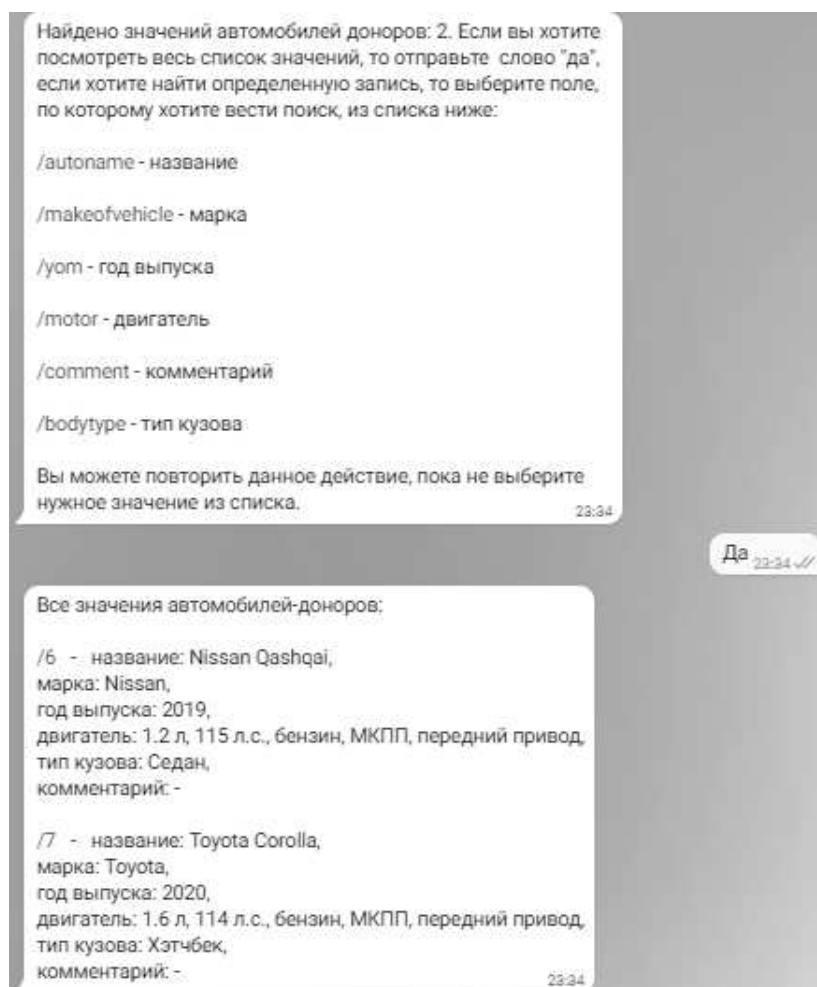 Найдено значений автомобилей доноров: 2. Если вы хотите
посмотреть весь список значений, то отправьте слово "да",
если хотите найти определенную запись, то выберите поле,
по которому хотите вести поиск, из списка ниже:
/autoname - название
/makeofvehicle - марка
/yom - год выпуска
/motor - двигатель
/comment - комментарий
/bodytype - тип кузова
Вы можете повторить данное действие, пока не выберите
нужное значение из списка.
23:34
Да 23:34
Все значения автомобилей-доноров:
/6 - название: Nissan Qashqai,
марка: Nissan,
год выпуска: 2019,
двигатель: 1.2 л, 115 л.с., бензин, МКПП, передний привод,
тип кузова: Седан,
комментарий: -
/7 - название: Toyota Corolla,
марка: Toyota,
год выпуска: 2020,
двигатель: 1.6 л, 114 л.с., бензин, МКПП, передний привод,
тип кузова: Хэтчбек,
комментарий: -
23:34